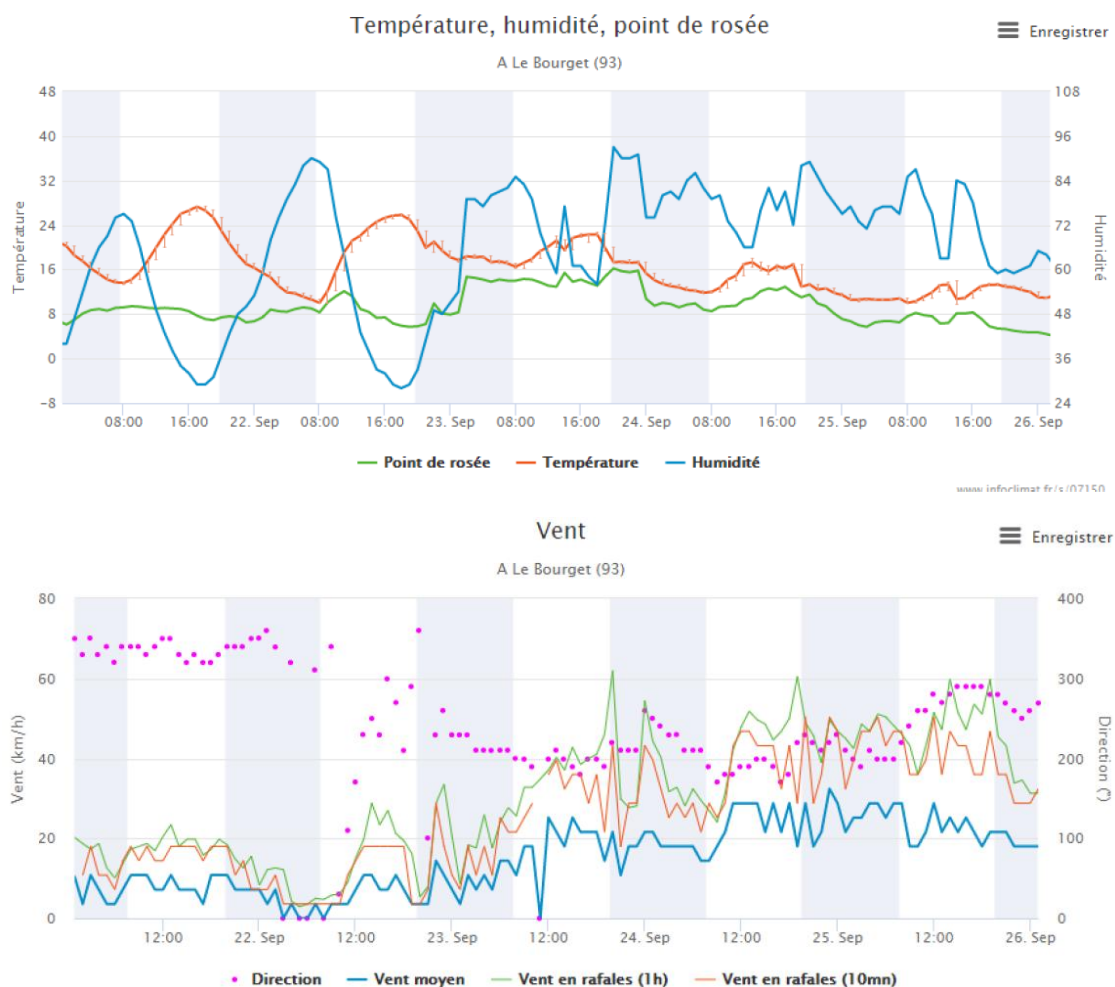 Température, humidité, point de rosée
Enregistrer
A Le Bourget (93)
48
40
32
24
16
8
0
−8
Température
108
96
84
72
60
48
36
24
Humidité
08:00 16:00 22. Sep 08:00 16:00 23. Sep 08:00 16:00 24. Sep 08:00 16:00 25. Sep 08:00 16:00 26. Sep
Point de rosée Température Humidité
www.infoclimat.fr/s/07150
Vent
Enregistrer
A Le Bourget (93)
80
60
40
20
0
Vent (km/h)
400
300
200
100
0
Direction (°)
12:00 22. Sep 12:00 23. Sep 12:00 24. Sep 12:00 25. Sep 12:00 26. Sep
Direction Vent moyen Vent en rafales (1h) Vent en rafales (10mn)